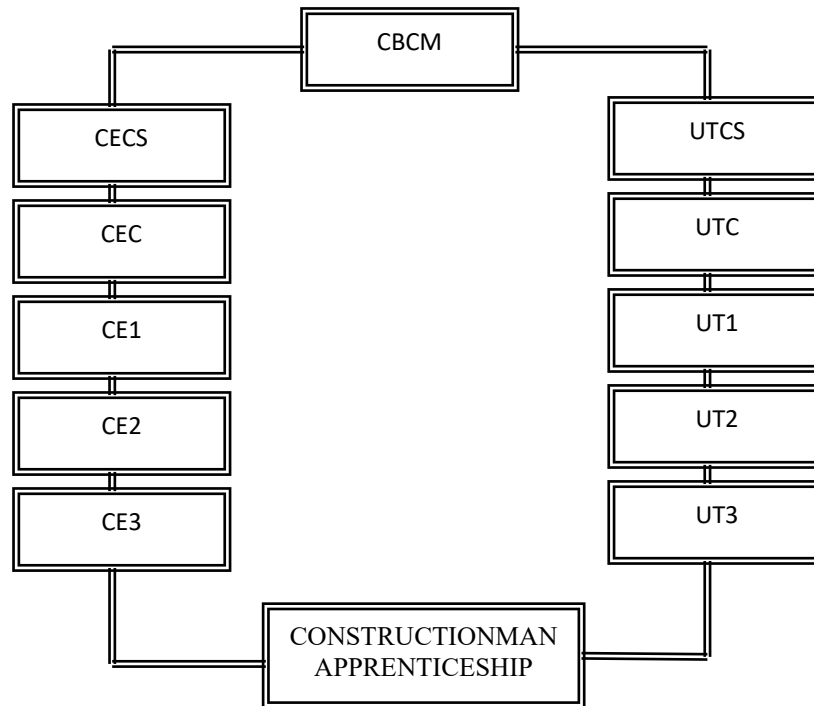 CBCM
CECS
UTCS
CEC
UTC
CE1
UT1
CE2
UT2
CE3
UT3
CONSTRUCTIONMAN
APPRENTICESHIP